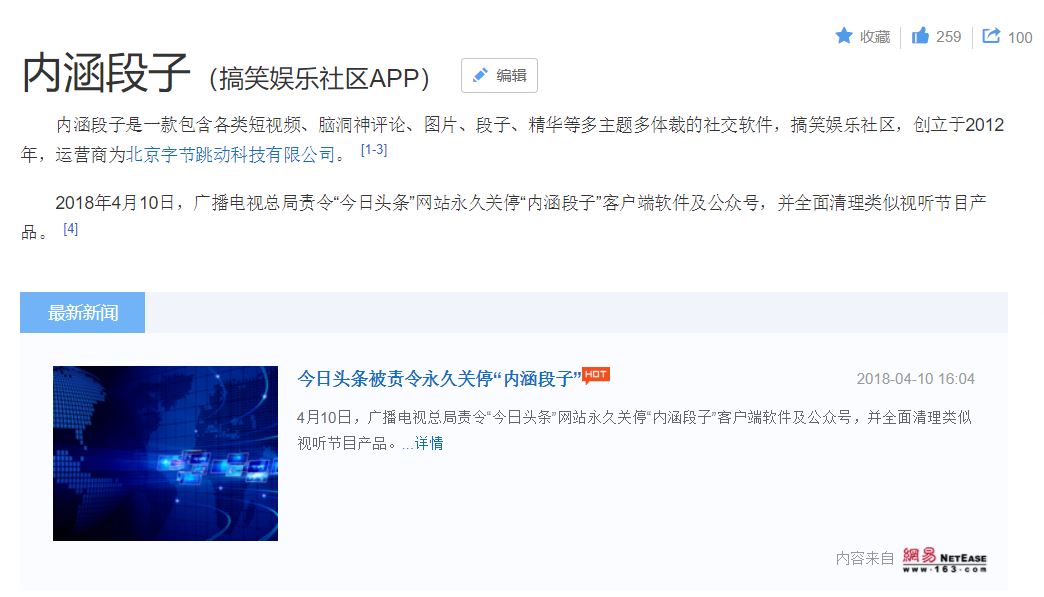 收藏 259 100
内涵段子（搞笑娱乐社区APP） 编辑
内涵段子是一款包含各类短视频、脑洞神评论、图片、段子、精华等多主题多体裁的社交软件，搞笑娱乐社区，创立于2012
年，运营商为北京字节跳动科技有限公司。 [1-3]
2018年4月10日，广播电视总局责令“今日头条”网站永久关停“内涵段子”客户端软件及公众号，并全面清理类似视听节目产
品。 [4]
最新新闻
今日头条被责令永久关停“内涵段子” HOT 2018-04-10 16:04
4月10日，广播电视总局责令“今日头条”网站永久关停“内涵段子”客户端软件及公众号，并全面清理类似
视听节目产品。...详情
内容来自 網易 NETEASE
www.163.com